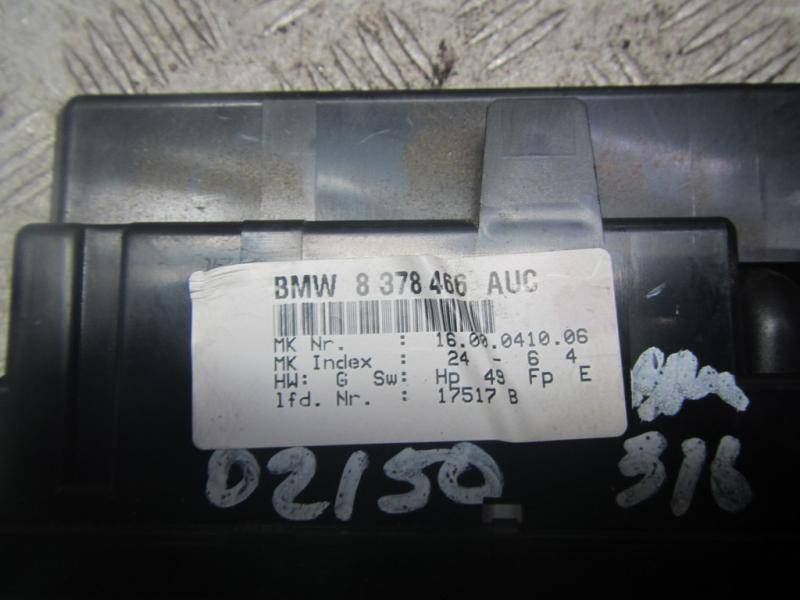 BMW 8 378 466 AUC
MK Nr. : 16.00.0410.06
MK Index : 24 - 6 4
HW: G Sw: Hp 49 Fp E
lfd. Nr. : 17517 B
02150 316